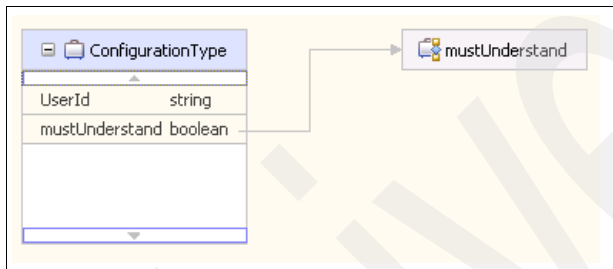 ConfigurationType
mustUnderstand
UserId string
mustUnderstand boolean